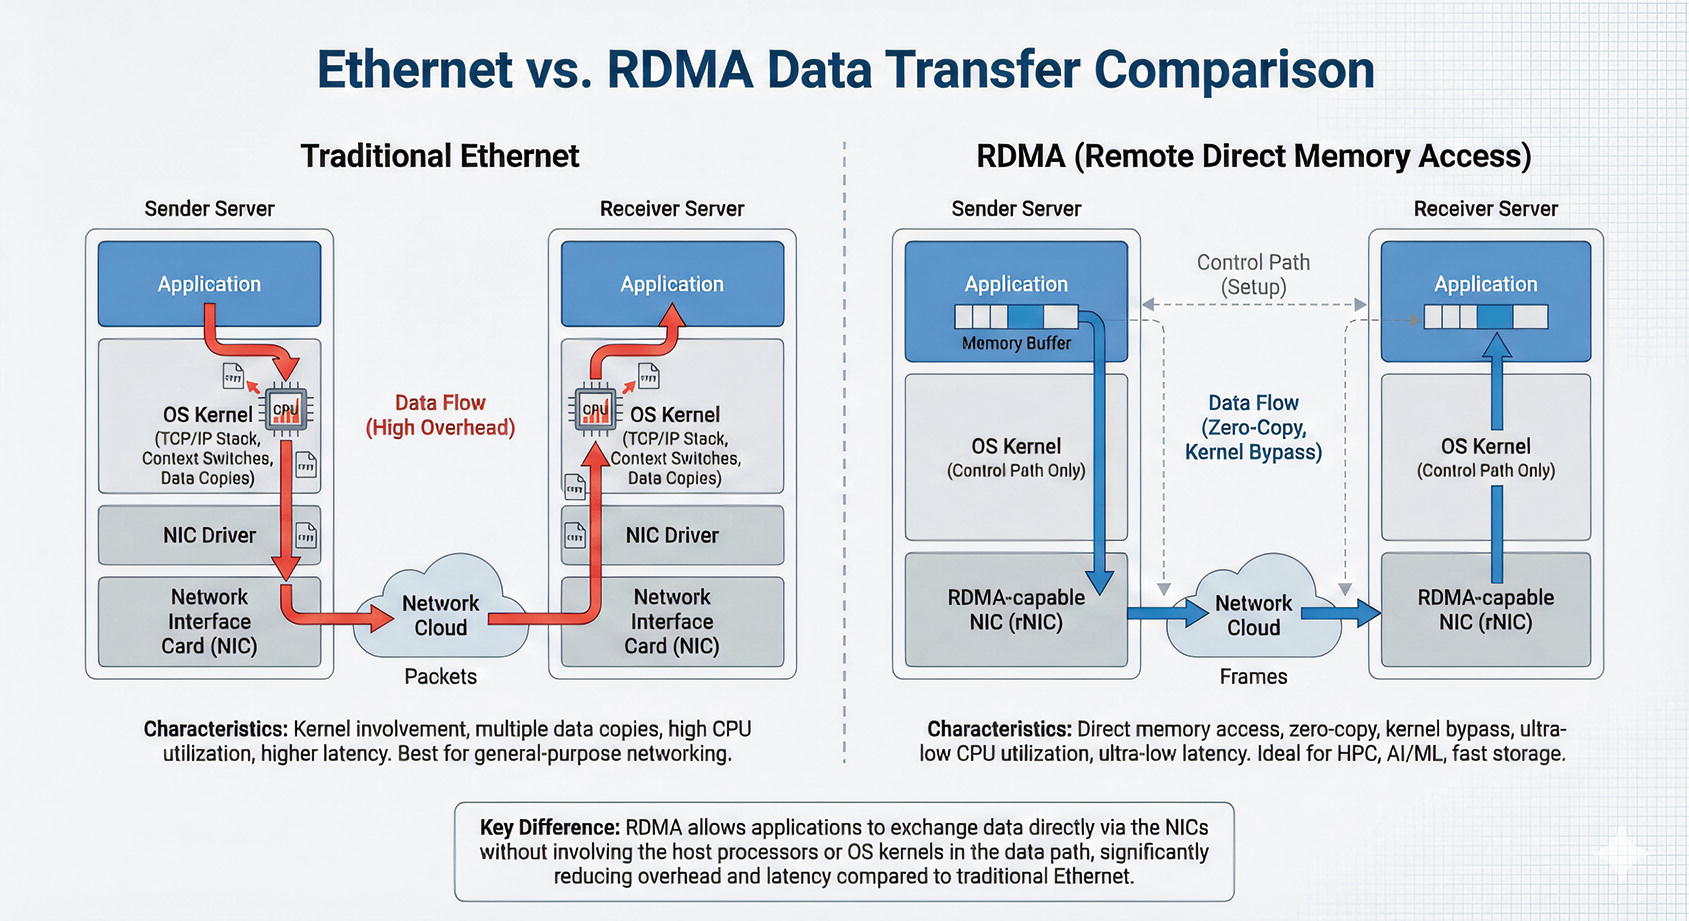 Ethernet vs. RDMA Data Transfer Comparison
Traditional Ethernet
Sender Server
Receiver Server
Application
OS Kernel
(TCP/IP Stack,
Context Switches,
Data Copies)
CPU
NIC Driver
Network
Interface
Card (NIC)
Data Flow
(High Overhead)
Network
Cloud
Packets
Application
CPU
OS Kernel
(TCP/IP Stack,
Context Switches,
Data Copies)
NIC Driver
Network
Interface
Card (NIC)
Characteristics: Kernel involvement, multiple data copies, high CPU
utilization, higher latency. Best for general-purpose networking.
RDMA (Remote Direct Memory Access)
Sender Server
Receiver Server
Application
Memory Buffer
OS Kernel
(Control Path Only)
RDMA-capable
NIC (rNIC)
Control Path
(Setup)
Data Flow
(Zero-Copy,
Kernel Bypass)
Network
Cloud
Frames
Application
OS Kernel
(Control Path Only)
RDMA-capable
NIC (rNIC)
Characteristics: Direct memory access, zero-copy, kernel bypass, ultra-
low CPU utilization, ultra-low latency. Ideal for HPC, AI/ML, fast storage.
Key Difference: RDMA allows applications to exchange data directly via the NICs
without involving the host processors or OS kernels in the data path, significantly
reducing overhead and latency compared to traditional Ethernet.